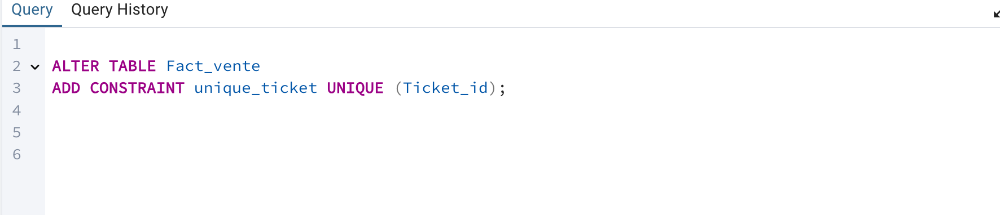 Query Query History
1
2 ALTER TABLE Fact_vente
3 ADD CONSTRAINT unique_ticket UNIQUE (Ticket_id);
4
5
6